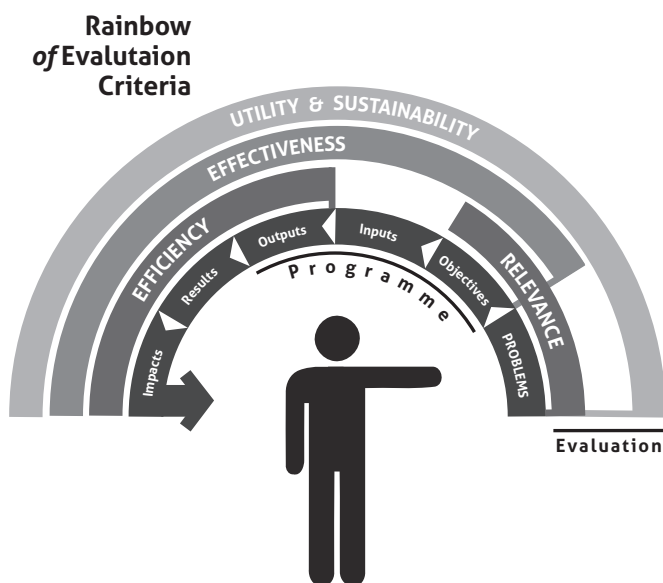 Rainbow
of Evalutaion
Criteria
UTILITY & SUSTAINABILITY
EFFECTIVENESS
EFFICIENCY
RELEVANCE
Impacts
Results
Outputs
Inputs
Objectives
PROBLEMS
Programme
Evaluation